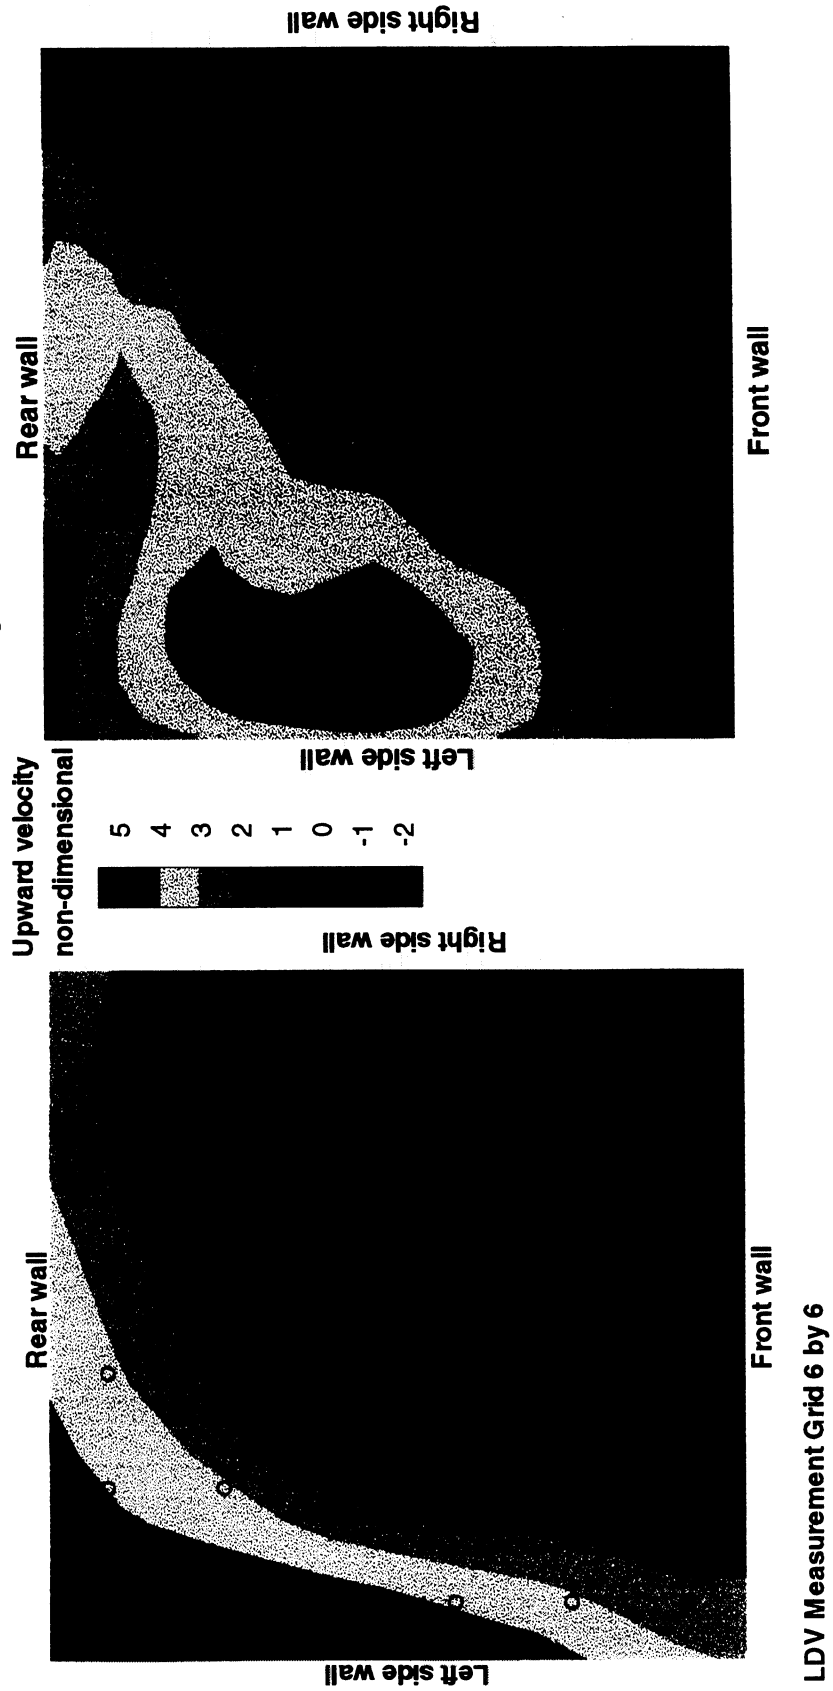 Rear wall
Left side wall
Right side wall
Front wall
LDV Measurement Grid 6 by 6
Upward velocity
non-dimensional
5
4
3
2
1
0
-1
-2
Rear wall
Left side wall
Right side wall
Front wall